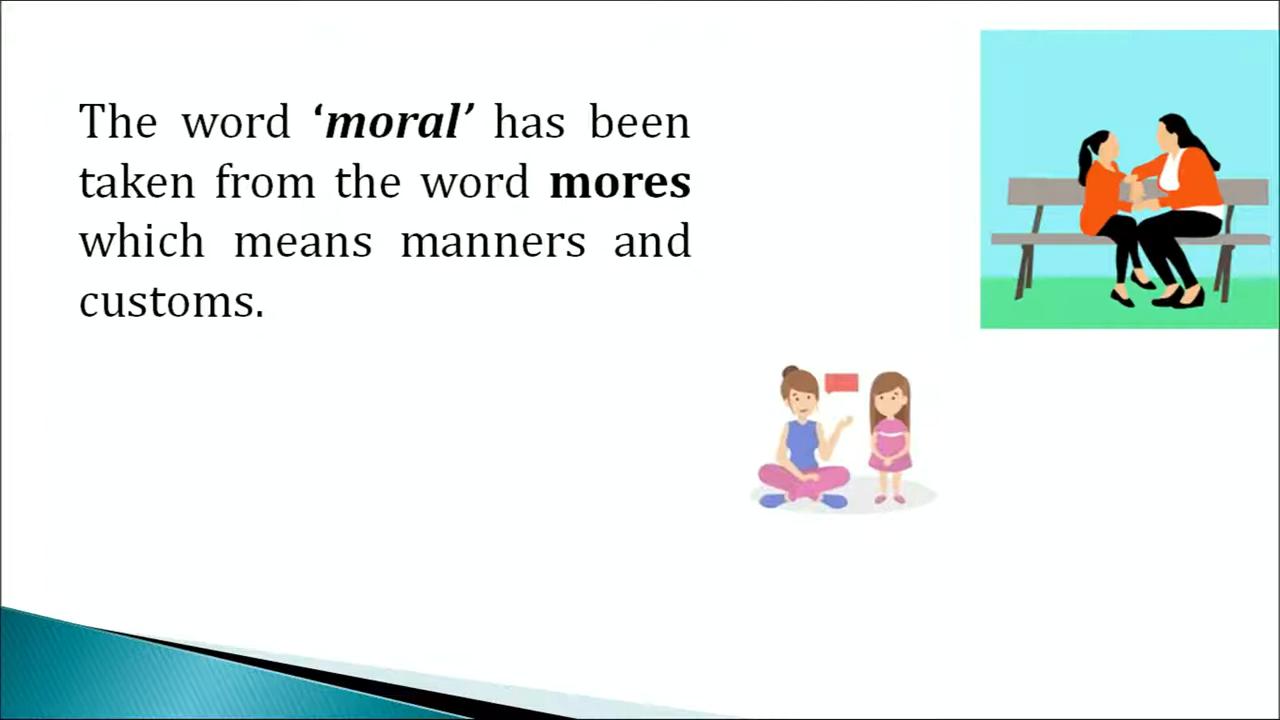 The word ‘moral’ has been
taken from the word mores
which means manners and
customs.